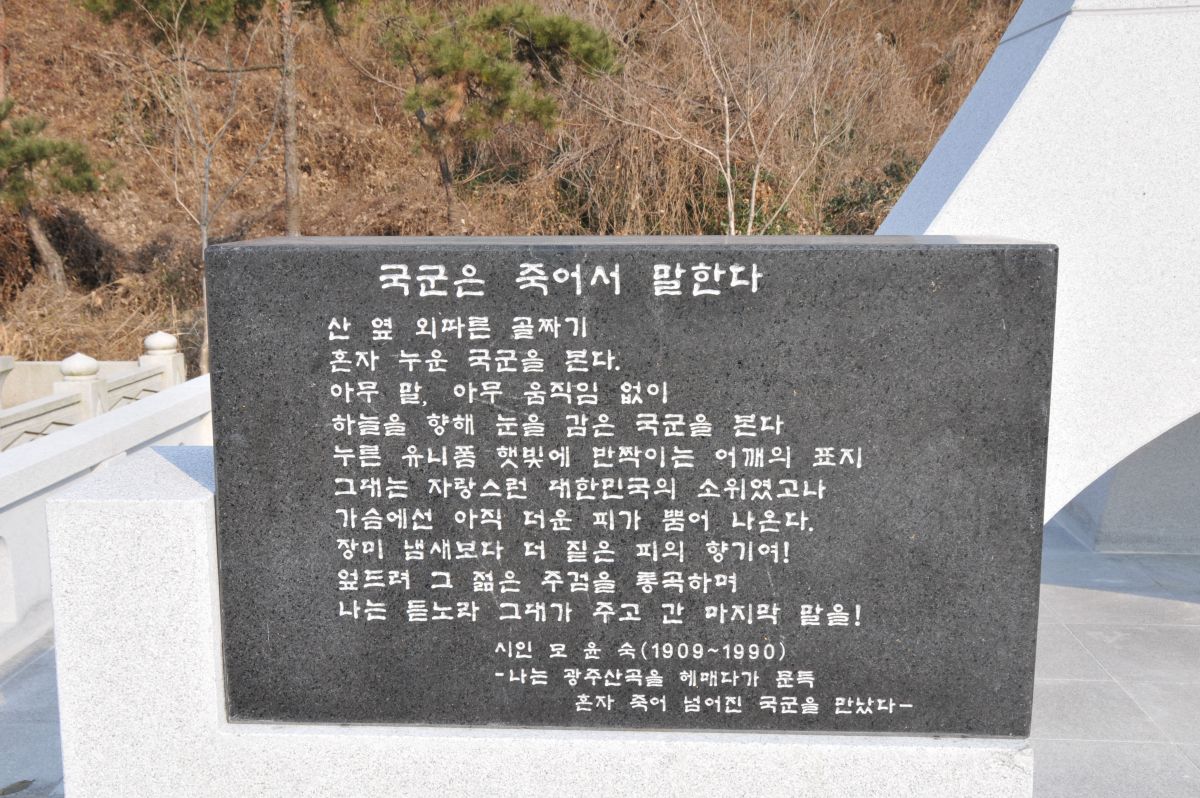 국군은 죽어서 말한다
산 옆 외따른 골짜기
혼자 누운 국군을 본다.
아무 말, 아무 움직임 없이
하늘을 향해 눈을 감은 국군을 본다
누른 유니폼 햇빛에 반짝이는 어깨의 표지
그대는 자랑스런 대한민국의 소위였고나
가슴에선 아직 더운 피가 뿜어 나온다.
장미 냄새보다 더 짙은 피의 향기여!
엎드려 그 젊은 주검을 통곡하며
나는 듣노라 그대가 주고 간 마지막 말을!
시인 모 윤 숙(1909~1990)
-나는 광주산곡을 헤매다가 문득
혼자 죽어 넘어진 국군을 만났다-